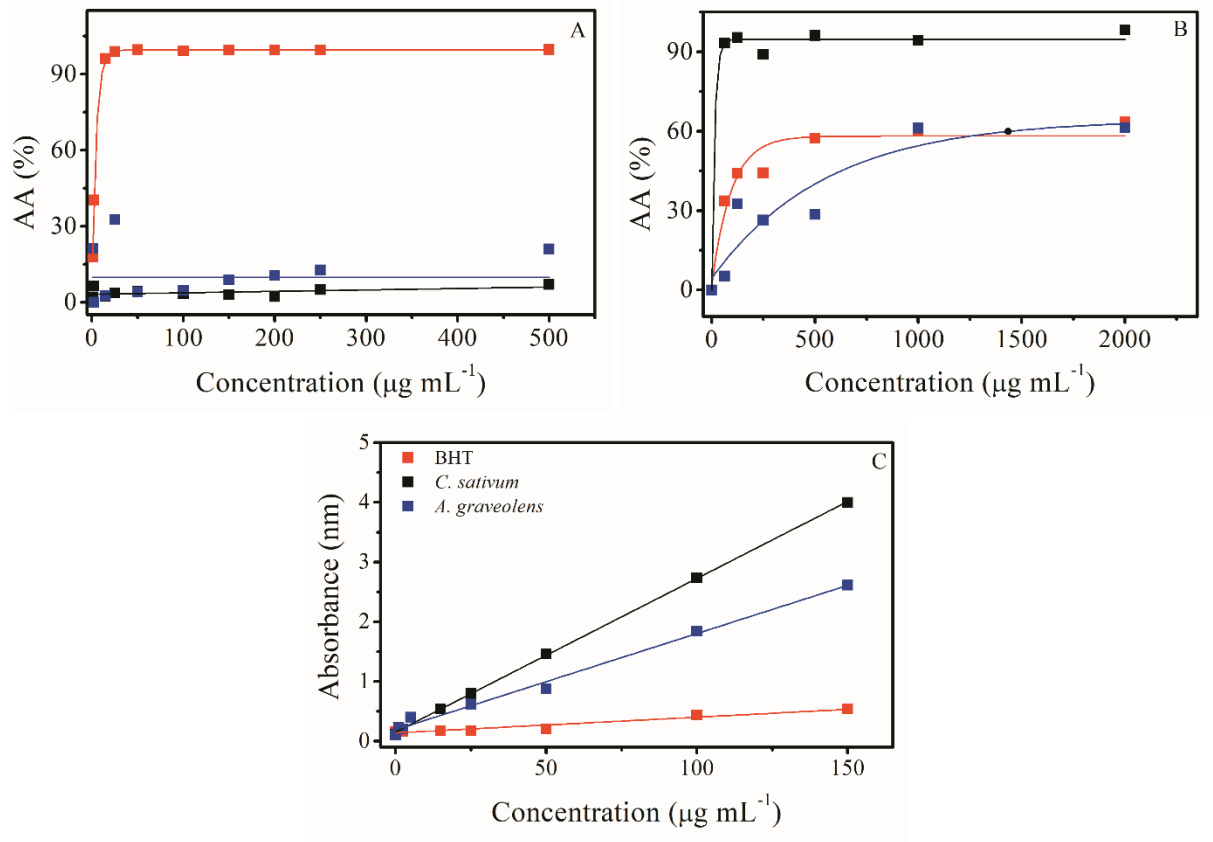 A
AA (%)
90
60
30
0
0 100 200 300 400 500
Concentration (μg mL⁻¹)
B
AA (%)
90
60
30
0
0 500 1000 1500 2000
Concentration (μg mL⁻¹)
C
Absorbance (nm)
5
4
3
2
1
0
BHT
C. sativum
A. graveolens
0 50 100 150
Concentration (μg mL⁻¹)